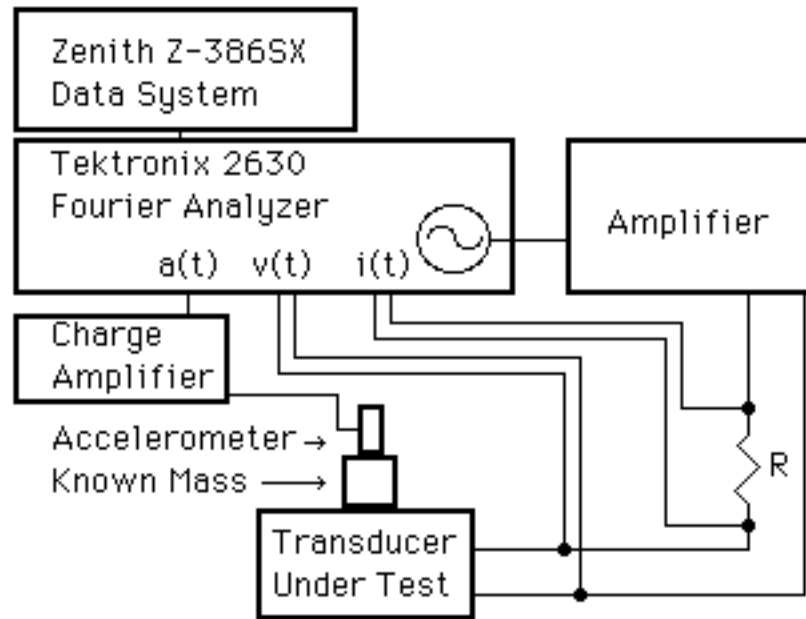 Zenith Z-386SX
Data System
Tektronix 2630
Fourier Analyzer
a(t) v(t) i(t)
Amplifier
Charge
Amplifier
Accelerometer →
Known Mass →
R
Transducer
Under Test